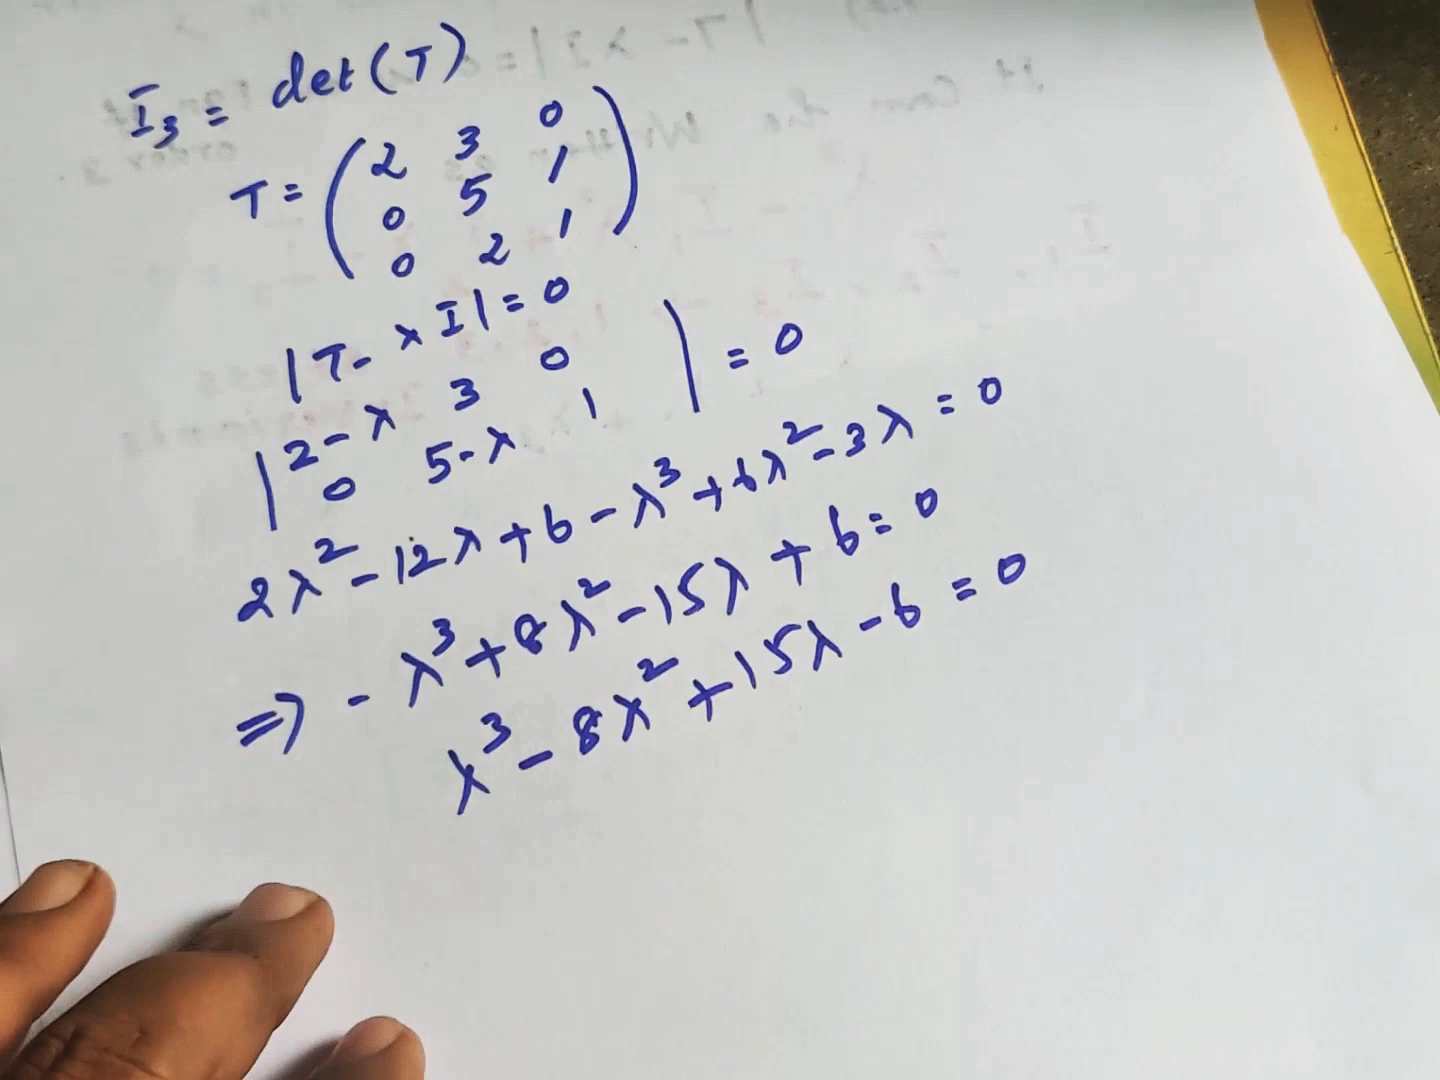 I₃ = det(T)
T = ( 2 3 0
0 5 1
0 2 1 )
|T - λI| = 0
| 2-λ 3 0
0 5-λ 1 | = 0
2λ² - 12λ + 6 - λ³ + 6λ² - 3λ = 0
⇒ - λ³ + 8λ² - 15λ + 6 = 0
λ³ - 8λ² + 15λ - 6 = 0